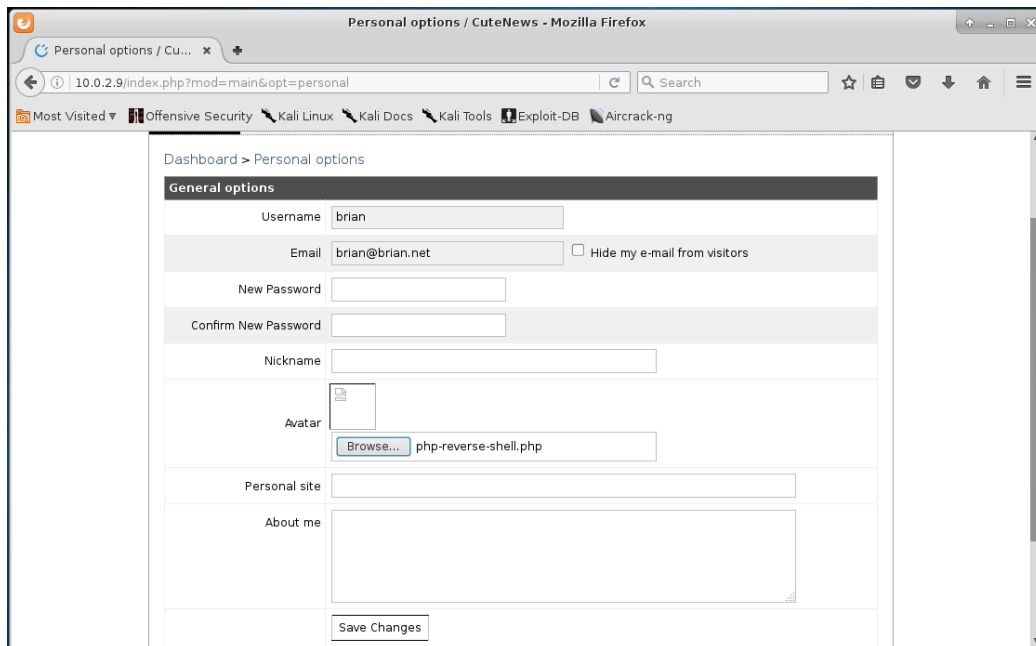 Personal options / CuteNews - Mozilla Firefox
Personal options / Cu...
10.0.2.9/index.php?mod=main&opt=personal
Search
Most Visited
Offensive Security
Kali Linux
Kali Docs
Kali Tools
Exploit-DB
Aircrack-ng
Dashboard > Personal options
General options
Username brian
Email brian@brian.net Hide my e-mail from visitors
New Password
Confirm New Password
Nickname
Avatar
Browse... php-reverse-shell.php
Personal site
About me
Save Changes